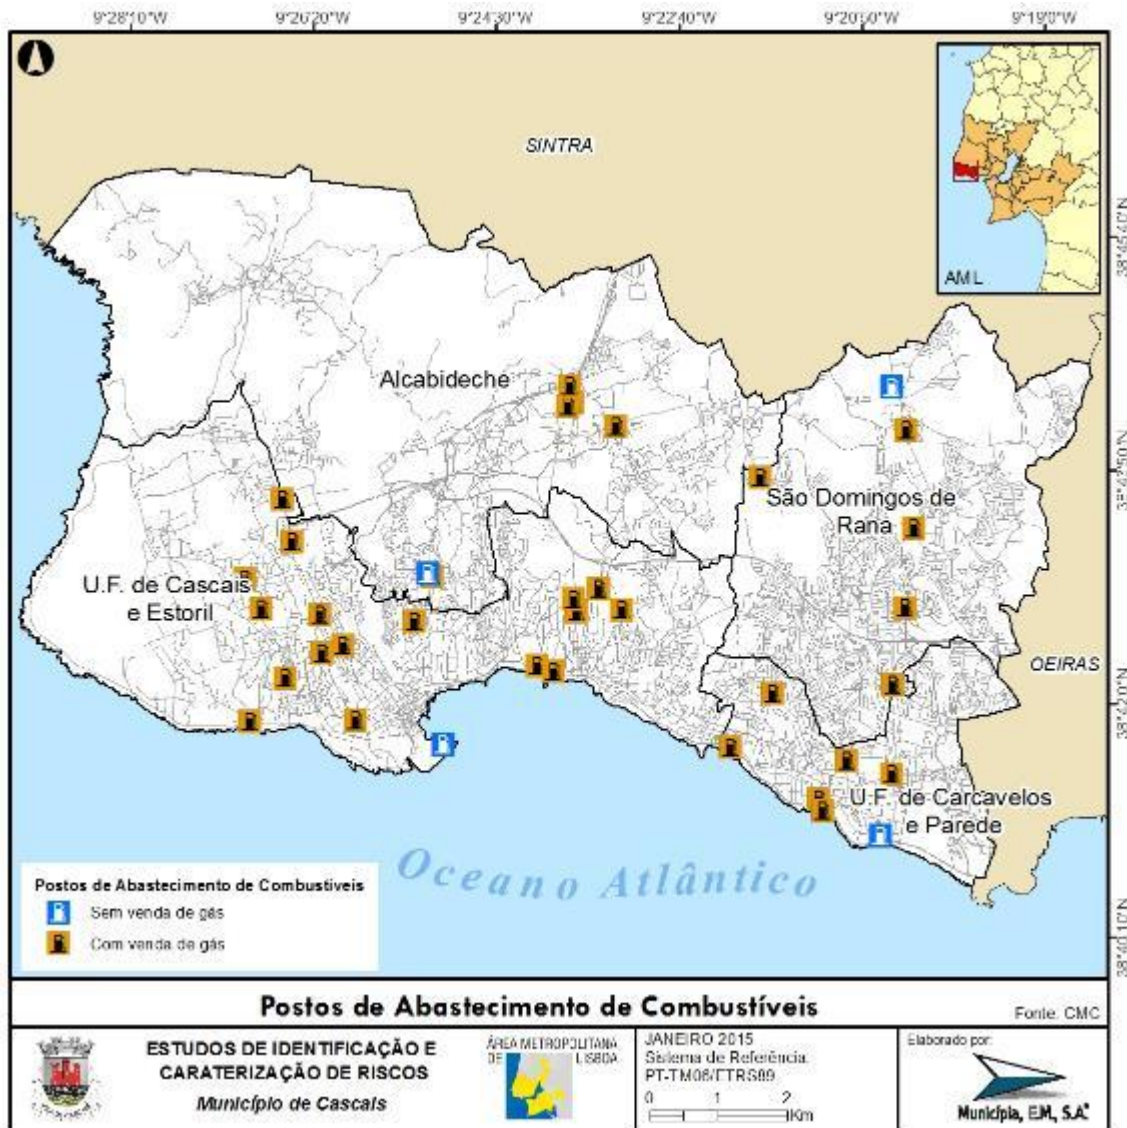 9°28'10"W
9°26'20"W
9°24'30"W
9°22'40"W
9°20'50"W
9°19'0"W
SINTRA
AML
38°45'40"N
Alcabideche
38°43'50"N
São Domingos de
Rana
U.F. de Cascais
e Estoril
OEIRAS
38°42'0"N
U.F. de Carcavelos
e Parede
Oceano Atlântico
38°40'10"N
Postos de Abastecimento de Combustíveis
Sem venda de gás
Com venda de gás
Postos de Abastecimento de Combustíveis
Fonte: CMC
ESTUDOS DE IDENTIFICAÇÃO E
CARATERIZAÇÃO DE RISCOS
Município de Cascais
ÁREA METROPOLITANA
DE LISBOA
JANEIRO 2015
Sistema de Referência:
PT-TM06/ETRS89
0 1 2
Km
Elaborado por:
Município, E.M., S.A.